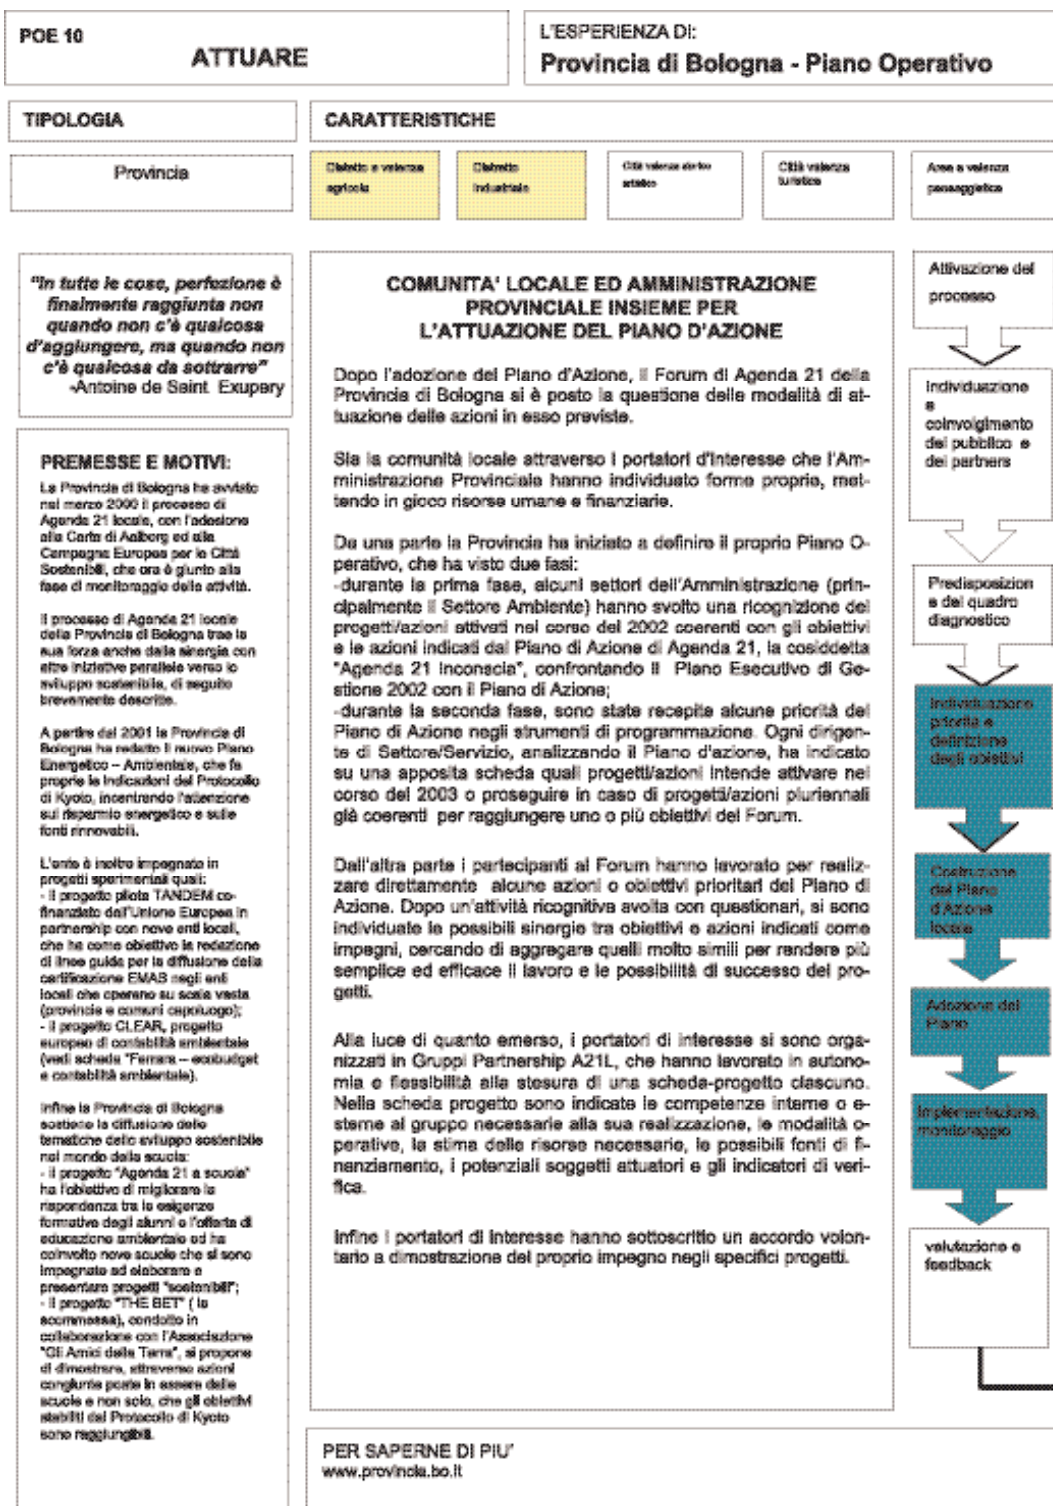 POE 10
ATTUARE
L'ESPERIENZA DI:
Provincia di Bologna - Piano Operativo
TIPOLOGIA
CARATTERISTICHE
Provincia
Distretto a valenza
agricola
Distretto
industriale
Città valenza storico
artistico
Città valenza
turistica
Area a valenza
paesaggistica
"In tutte le cose, perfezione è
finalmente raggiunta non
quando non c'è qualcosa
d'aggiungere, ma quando non
c'è qualcosa da sottrarre"
-Antoine de Saint Exupery
PREMESSE E MOTIVI:
La Provincia di Bologna ha avviato
nel marzo 2000 il processo di
Agenda 21 locale, con l'adesione
alla Carta di Aalborg ed alla
Campagna Europea per le Città
Sostenibili, che ora è giunto alla
fase di monitoraggio delle attività.
Il processo di Agenda 21 locale
della Provincia di Bologna trae la
sua forza anche dalla sinergia con
altre iniziative parallele verso lo
sviluppo sostenibile, di seguito
brevemente descritte.
A partire dal 2001 la Provincia di
Bologna ha redatto il nuovo Piano
Energetico – Ambientale, che fa
proprie le indicazioni del Protocollo
di Kyoto, incentrando l'attenzione
sul risparmio energetico e sulle
fonti rinnovabili.
L'ente è inoltre impegnato in
progetti sperimentali quali:
- il progetto pilota TANDEM co-
finanziato dall'Unione Europea in
partnership con nove enti locali,
che ha come obiettivo la redazione
di linee guida per la diffusione della
certificazione EMAS negli enti
locali che operano su scala vasta
(provincia e comuni capoluogo);
- il progetto CLEAR, progetto
europeo di contabilità ambientale
(vedi scheda "Ferrara – ecobudget
e contabilità ambientale).
Infine la Provincia di Bologna
sostiene la diffusione delle
tematiche dello sviluppo sostenibile
nel mondo della scuola:
- il progetto "Agenda 21 a scuola"
ha l'obiettivo di migliorare la
rispondenza tra le esigenze
formative degli alunni e l'offerta di
educazione ambientale ed ha
coinvolto nove scuole che si sono
impegnate ad elaborare e
presentare progetti "sostenibili";
- il progetto "THE BET" ( la
scommessa), condotto in
collaborazione con l'Associazione
"Gli Amici della Terra", si propone
di dimostrare, attraverso azioni
congiunte poste in essere dalle
scuole e non solo, che gli obiettivi
stabiliti dal Protocollo di Kyoto
sono raggiungibili.
COMUNITA' LOCALE ED AMMINISTRAZIONE
PROVINCIALE INSIEME PER
L'ATTUAZIONE DEL PIANO D'AZIONE
Dopo l'adozione del Piano d'Azione, il Forum di Agenda 21 della
Provincia di Bologna si è posto la questione delle modalità di at-
tuazione delle azioni in esso previste.
Sia la comunità locale attraverso i portatori d'interesse che l'Am-
ministrazione Provinciale hanno individuato forme proprie, met-
tendo in gioco risorse umane e finanziarie.
Da una parte la Provincia ha iniziato a definire il proprio Piano O-
perativo, che ha visto due fasi:
-durante la prima fase, alcuni settori dell'Amministrazione (prin-
cipalmente il Settore Ambiente) hanno svolto una ricognizione dei
progetti/azioni attivati nel corso del 2002 coerenti con gli obiettivi
e le azioni indicati dal Piano di Azione di Agenda 21, la cosiddetta
"Agenda 21 inconscia", confrontando il Piano Esecutivo di Ge-
stione 2002 con il Piano di Azione;
-durante la seconda fase, sono state recepite alcune priorità del
Piano di Azione negli strumenti di programmazione. Ogni dirigen-
te di Settore/Servizio, analizzando il Piano d'azione, ha indicato
su una apposita scheda quali progetti/azioni intende attivare nel
corso del 2003 o proseguire in caso di progetti/azioni pluriennali
già coerenti per raggiungere uno o più obiettivi del Forum.
Dall'altra parte i partecipanti al Forum hanno lavorato per realiz-
zare direttamente alcune azioni o obiettivi prioritari del Piano di
Azione. Dopo un'attività ricognitiva svolta con questionari, si sono
individuate le possibili sinergie tra obiettivi e azioni indicati come
impegni, cercando di aggregare quelli molto simili per rendere più
semplice ed efficace il lavoro e le possibilità di successo dei pro-
getti.
Alla luce di quanto emerso, i portatori di interesse si sono orga-
nizzati in Gruppi Partnership A21L, che hanno lavorato in autono-
mia e flessibilità alla stesura di una scheda-progetto ciascuno.
Nella scheda progetto sono indicate le competenze interne o e-
sterne al gruppo necessarie alla sua realizzazione, le modalità o-
perative, la stima delle risorse necessarie, le possibili fonti di fi-
nanziamento, i potenziali soggetti attuatori e gli indicatori di veri-
fica.
Infine i portatori di interesse hanno sottoscritto un accordo volon-
tario a dimostrazione del proprio impegno negli specifici progetti.
Attivazione del
processo
Individuazione
e
coinvolgimento
del pubblico e
dei partners
Predisposizion
e del quadro
diagnostico
Individuazione
priorità e
definizione
degli obiettivi
Costruzione
del Piano
d'Azione
locale
Adozione del
Piano
Implementazione,
monitoraggio
valutazione e
feedback
PER SAPERNE DI PIU'
www.provincia.bo.it